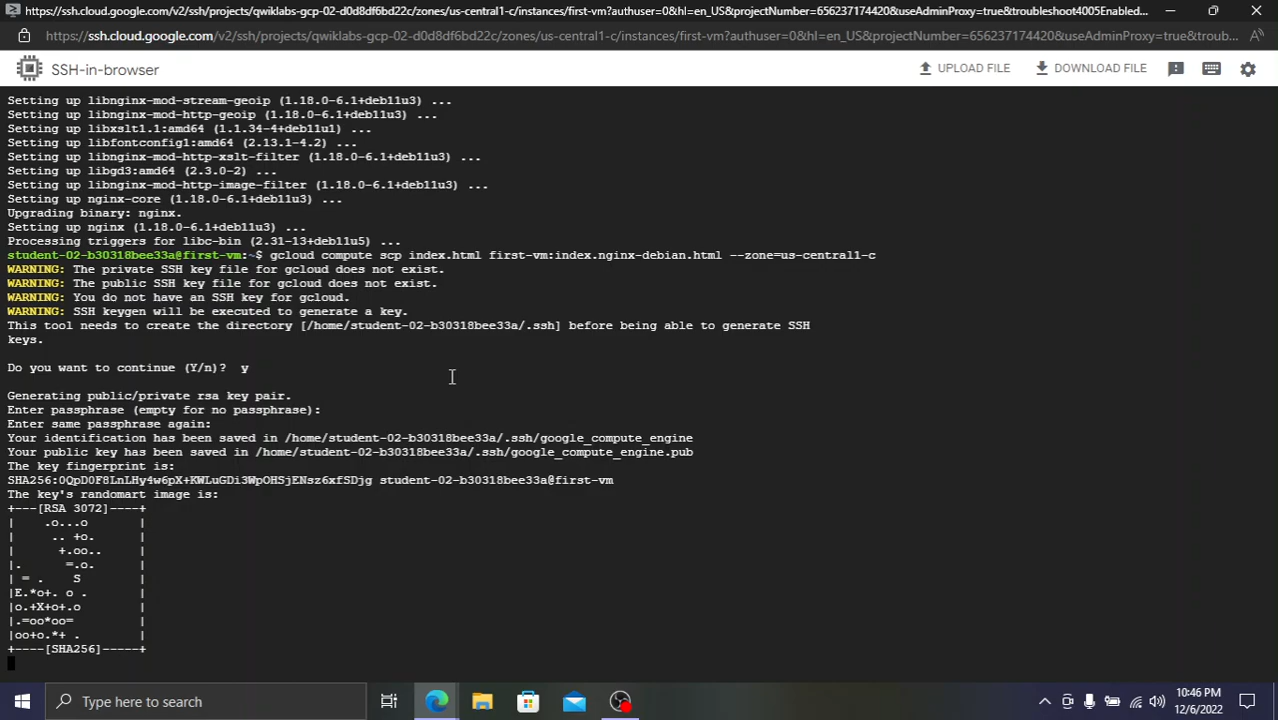 https://ssh.cloud.google.com/v2/ssh/projects/qwiklabs-gcp-02-d0d8df6bd22c/zones/us-central1-c/instances/first-vm?authuser=0&hl=en_US&projectNumber=656237174420&useAdminProxy=true&troubleshoot4005Enabled...
https://ssh.cloud.google.com/v2/ssh/projects/qwiklabs-gcp-02-d0d8df6bd22c/zones/us-central1-c/instances/first-vm?authuser=0&hl=en_US&projectNumber=656237174420&useAdminProxy=true&troub...
SSH-in-browser
UPLOAD FILE
DOWNLOAD FILE
Setting up libnginx-mod-stream-geoip (1.18.0-6.1+deb11u3) ...
Setting up libnginx-mod-http-geoip (1.18.0-6.1+deb11u3) ...
Setting up libxslt1.1:amd64 (1.1.34-4+deb11u1) ...
Setting up libfontconfig1:amd64 (2.13.1-4.2) ...
Setting up libnginx-mod-http-xslt-filter (1.18.0-6.1+deb11u3) ...
Setting up libgd3:amd64 (2.3.0-2) ...
Setting up libnginx-mod-http-image-filter (1.18.0-6.1+deb11u3) ...
Setting up nginx-core (1.18.0-6.1+deb11u3) ...
Upgrading binary: nginx.
Setting up nginx (1.18.0-6.1+deb11u3) ...
Processing triggers for libc-bin (2.31-13+deb11u5) ...
student-02-b30318bee33a@first-vm:~$ gcloud compute scp index.html first-vm:index.nginx-debian.html --zone=us-central1-c
WARNING: The private SSH key file for gcloud does not exist.
WARNING: The public SSH key file for gcloud does not exist.
WARNING: You do not have an SSH key for gcloud.
WARNING: SSH keygen will be executed to generate a key.
This tool needs to create the directory [/home/student-02-b30318bee33a/.ssh] before being able to generate SSH
keys.
Do you want to continue (Y/n)?  y
Generating public/private rsa key pair.
Enter passphrase (empty for no passphrase):
Enter same passphrase again:
Your identification has been saved in /home/student-02-b30318bee33a/.ssh/google_compute_engine
Your public key has been saved in /home/student-02-b30318bee33a/.ssh/google_compute_engine.pub
The key fingerprint is:
SHA256:0QpD0F8LnLHy4w6pX+KWLuGDi3WpOHSjENsz6xfSDjg student-02-b30318bee33a@first-vm
The key's randomart image is:
+---[RSA 3072]----+
|    .o...o       |
|     .. +o.      |
|      +.oo..     |
|.      =.o.      |
| = .    S        |
|E.*o+. o .       |
|o.+X+o+.o        |
|.=oo*oo=         |
|oo+o.*+ .        |
+----[SHA256]-----+
Type here to search
10:46 PM
12/6/2022